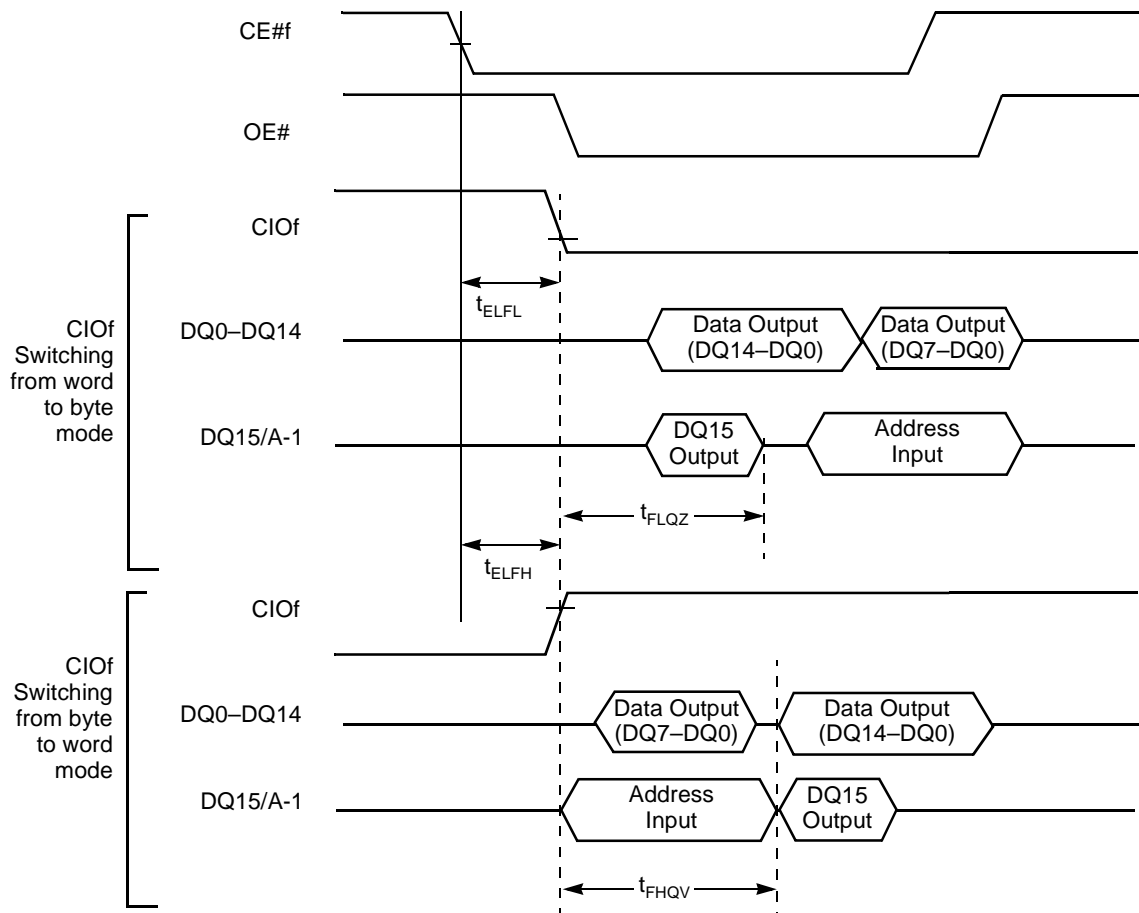 CE#f
OE#
CIOf
Switching
from word
to byte
mode
CIOf
tELFL
DQ0–DQ14
Data Output
(DQ14–DQ0)
Data Output
(DQ7–DQ0)
DQ15/A-1
DQ15
Output
Address
Input
tFLQZ
tELFH
CIOf
Switching
from byte
to word
mode
CIOf
DQ0–DQ14
Data Output
(DQ7–DQ0)
Data Output
(DQ14–DQ0)
DQ15/A-1
Address
Input
DQ15
Output
tFHQV